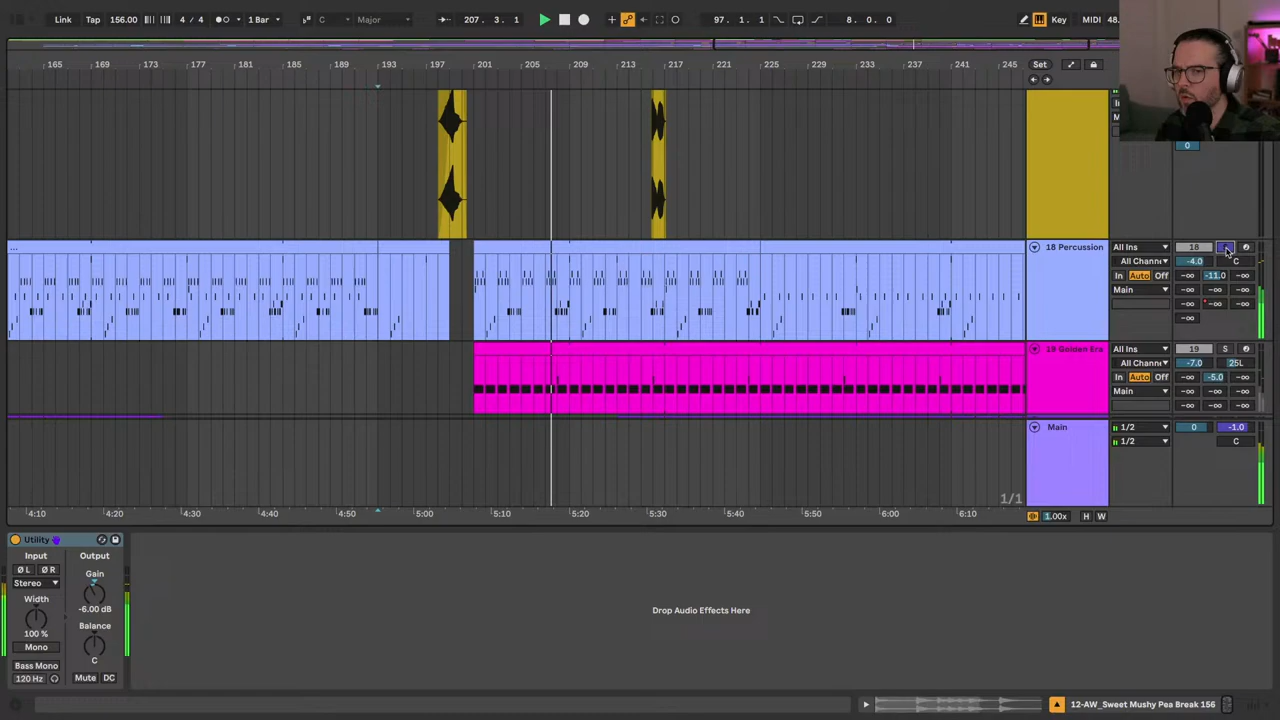 Link Tap 156.00 4 / 4 1 Bar C Major 207. 3. 1 97. 1. 1 8. 0. 0 Key MIDI 48.
165 169 173 177 181 185 189 193 197 201 205 209 213 217 221 225 229 233 237 241 245 Set
0
... 18 Percussion All Ins 18
All Channe -4.0 C
In Auto Off -∞ -11.0 -∞
Main -∞ -∞ -∞
-∞ -∞ -∞
-∞
19 Golden Era All Ins 19 S
All Channe -7.0 25L
In Auto Off -∞ -5.0 -∞
Main -∞ -∞ -∞
-∞ -∞ -∞
Main 1/2 0 -1.0
1/2 C
1/1
4:10 4:20 4:30 4:40 4:50 5:00 5:10 5:20 5:30 5:40 5:50 6:00 6:10 1.00x H W
Utility
Input Output
Ø L Ø R Gain
Stereo
Width -6.00 dB
Drop Audio Effects Here
Balance
100 %
Mono
C
Bass Mono
120 Hz Mute DC
12-AW_Sweet Mushy Pea Break 156